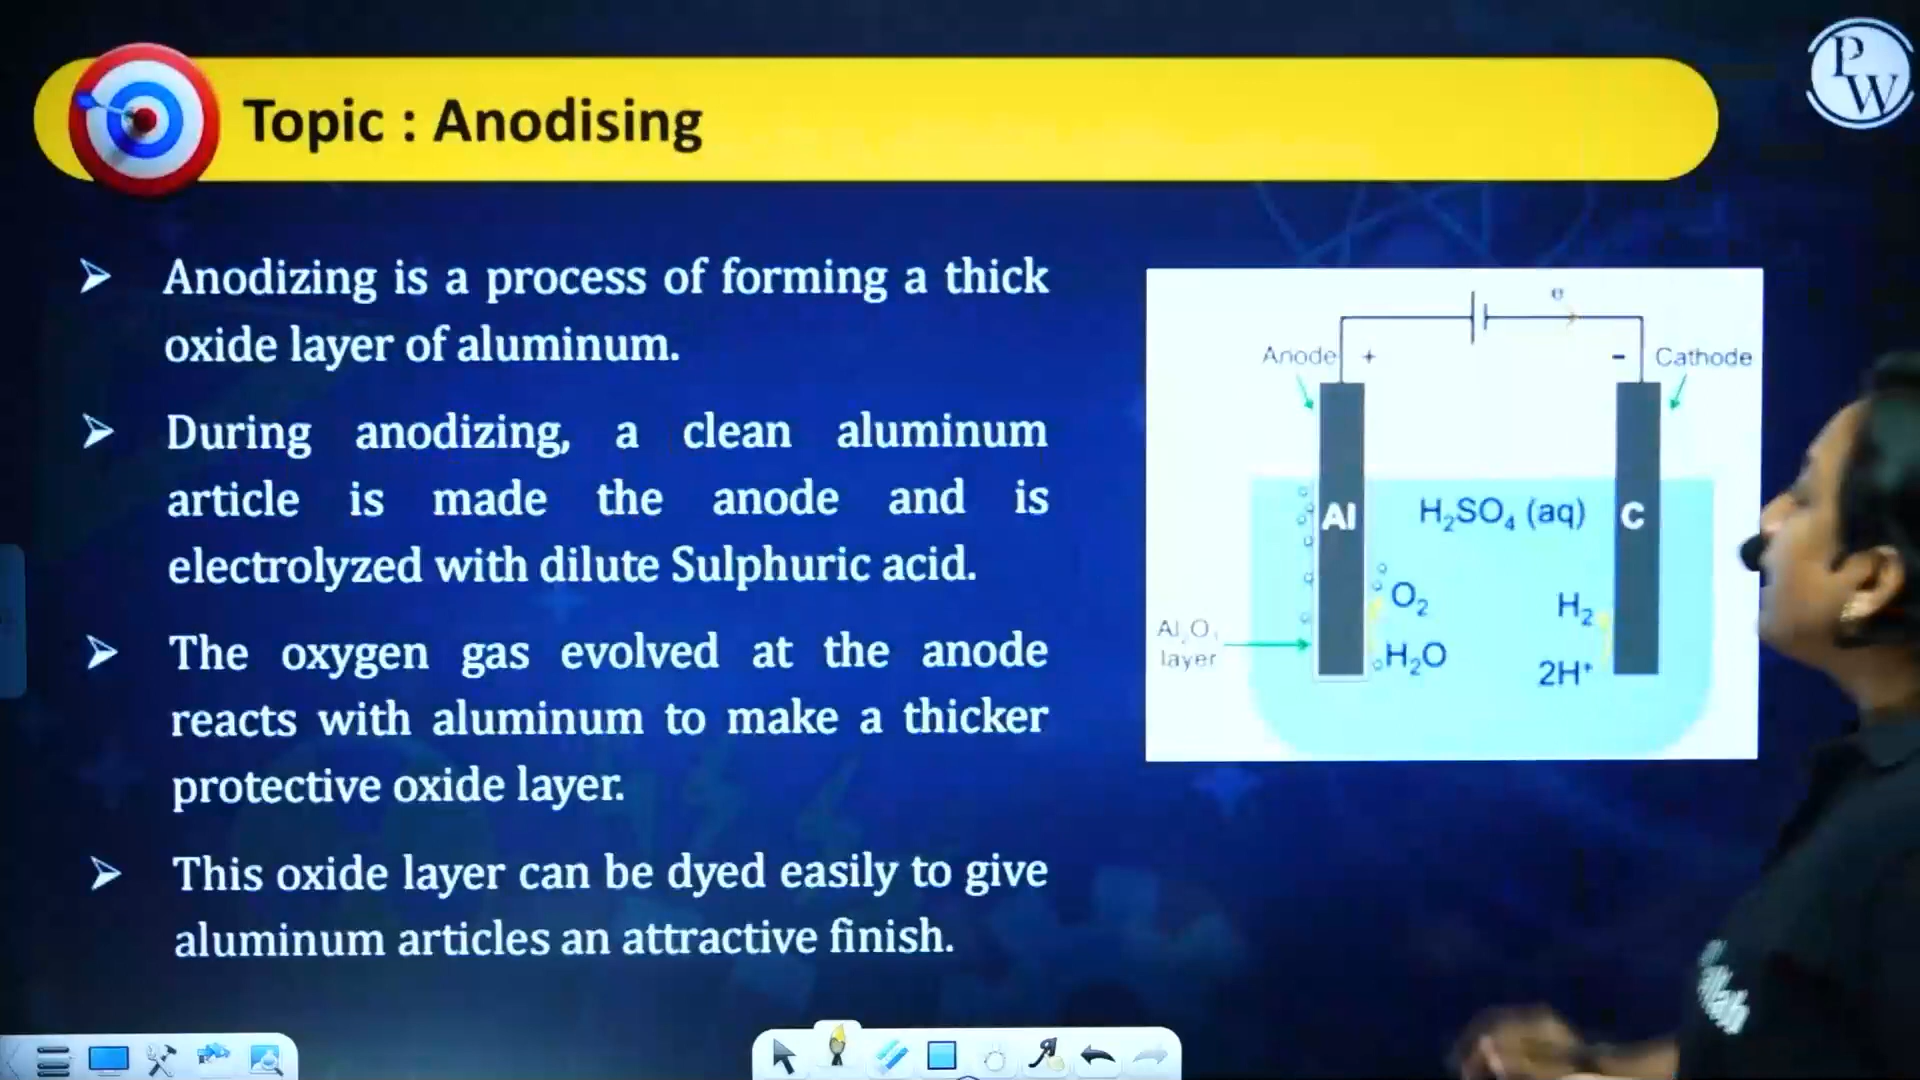 PW
Topic : Anodising
➢ Anodizing is a process of forming a thick
oxide layer of aluminum.
➢ During anodizing, a clean aluminum
article is made the anode and is
electrolyzed with dilute Sulphuric acid.
➢ The oxygen gas evolved at the anode
reacts with aluminum to make a thicker
protective oxide layer.
➢ This oxide layer can be dyed easily to give
aluminum articles an attractive finish.
e
Anode + - Cathode
Al H₂SO₄ (aq) C
O₂ H₂
Al₂O₃
layer
H₂O 2H⁺